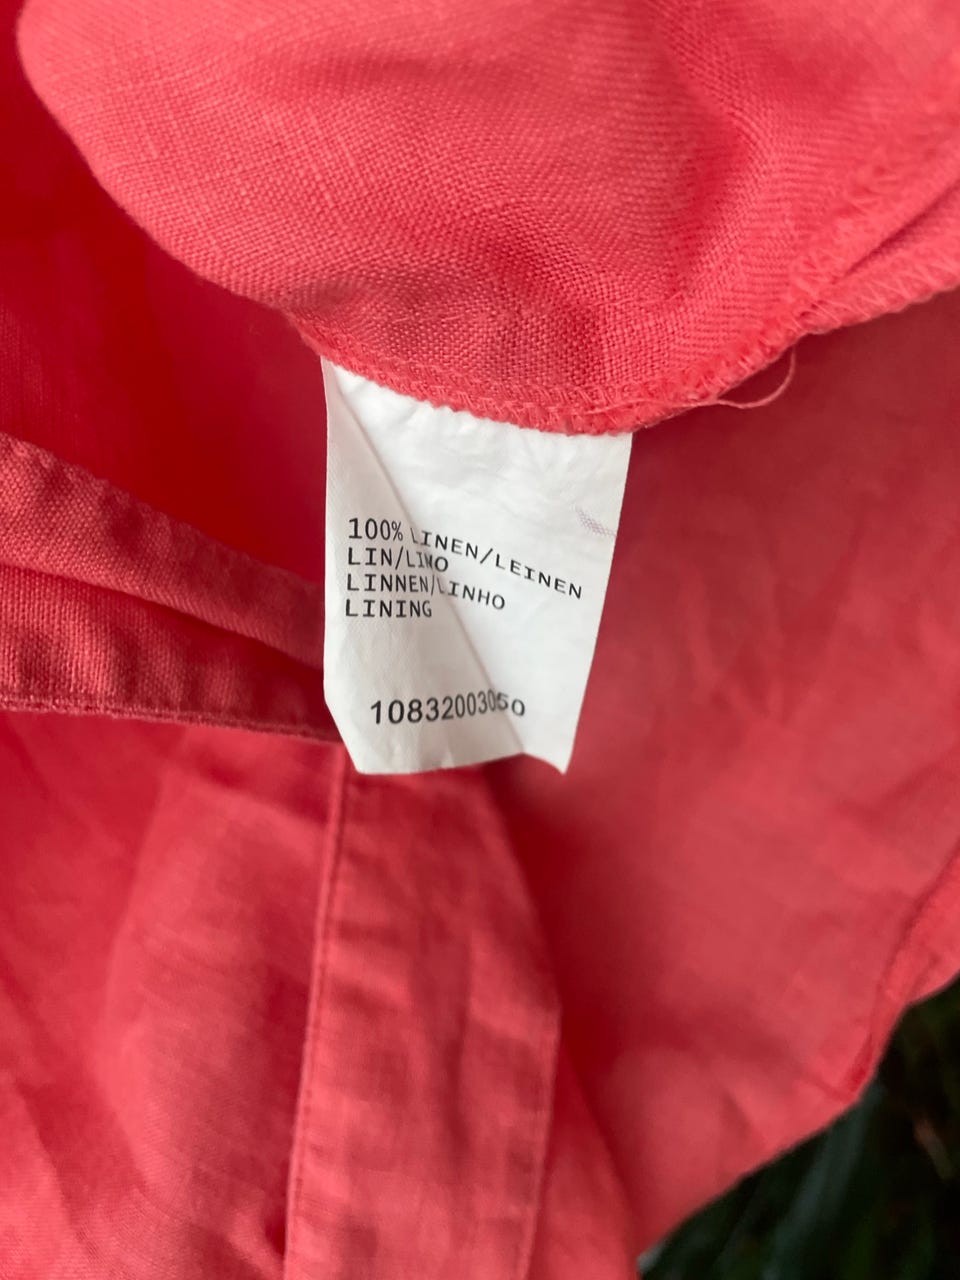 100% LINEN/LEINEN
LIN/LINO
LINNEN/LINHO
LINING
10832003050